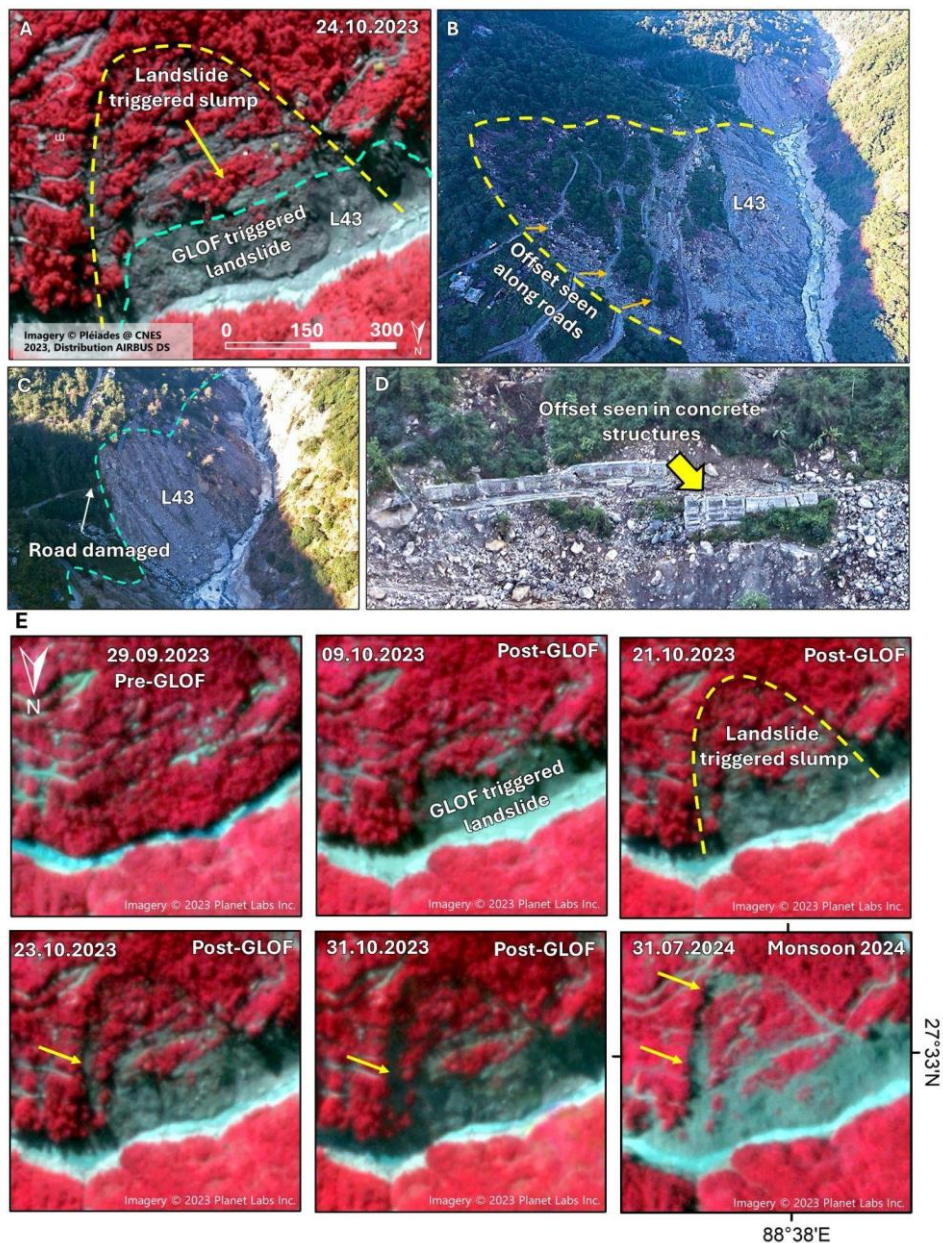 A
24.10.2023
Landslide
triggered slump
GLOF triggered
landslide
L43
0 150 300
N
Imagery © Pléiades @ CNES
2023, Distribution AIRBUS DS
B
L43
Offset seen
along roads
C
L43
Road damaged
D
Offset seen in concrete
structures
E
29.09.2023
Pre-GLOF
N
Imagery © 2023 Planet Labs Inc.
09.10.2023
Post-GLOF
GLOF triggered
landslide
Imagery © 2023 Planet Labs Inc.
21.10.2023
Post-GLOF
Landslide
triggered slump
Imagery © 2023 Planet Labs Inc.
23.10.2023
Post-GLOF
Imagery © 2023 Planet Labs Inc.
31.10.2023
Post-GLOF
Imagery © 2023 Planet Labs Inc.
31.07.2024
Monsoon 2024
Imagery © 2023 Planet Labs Inc.
27°33'N
88°38'E